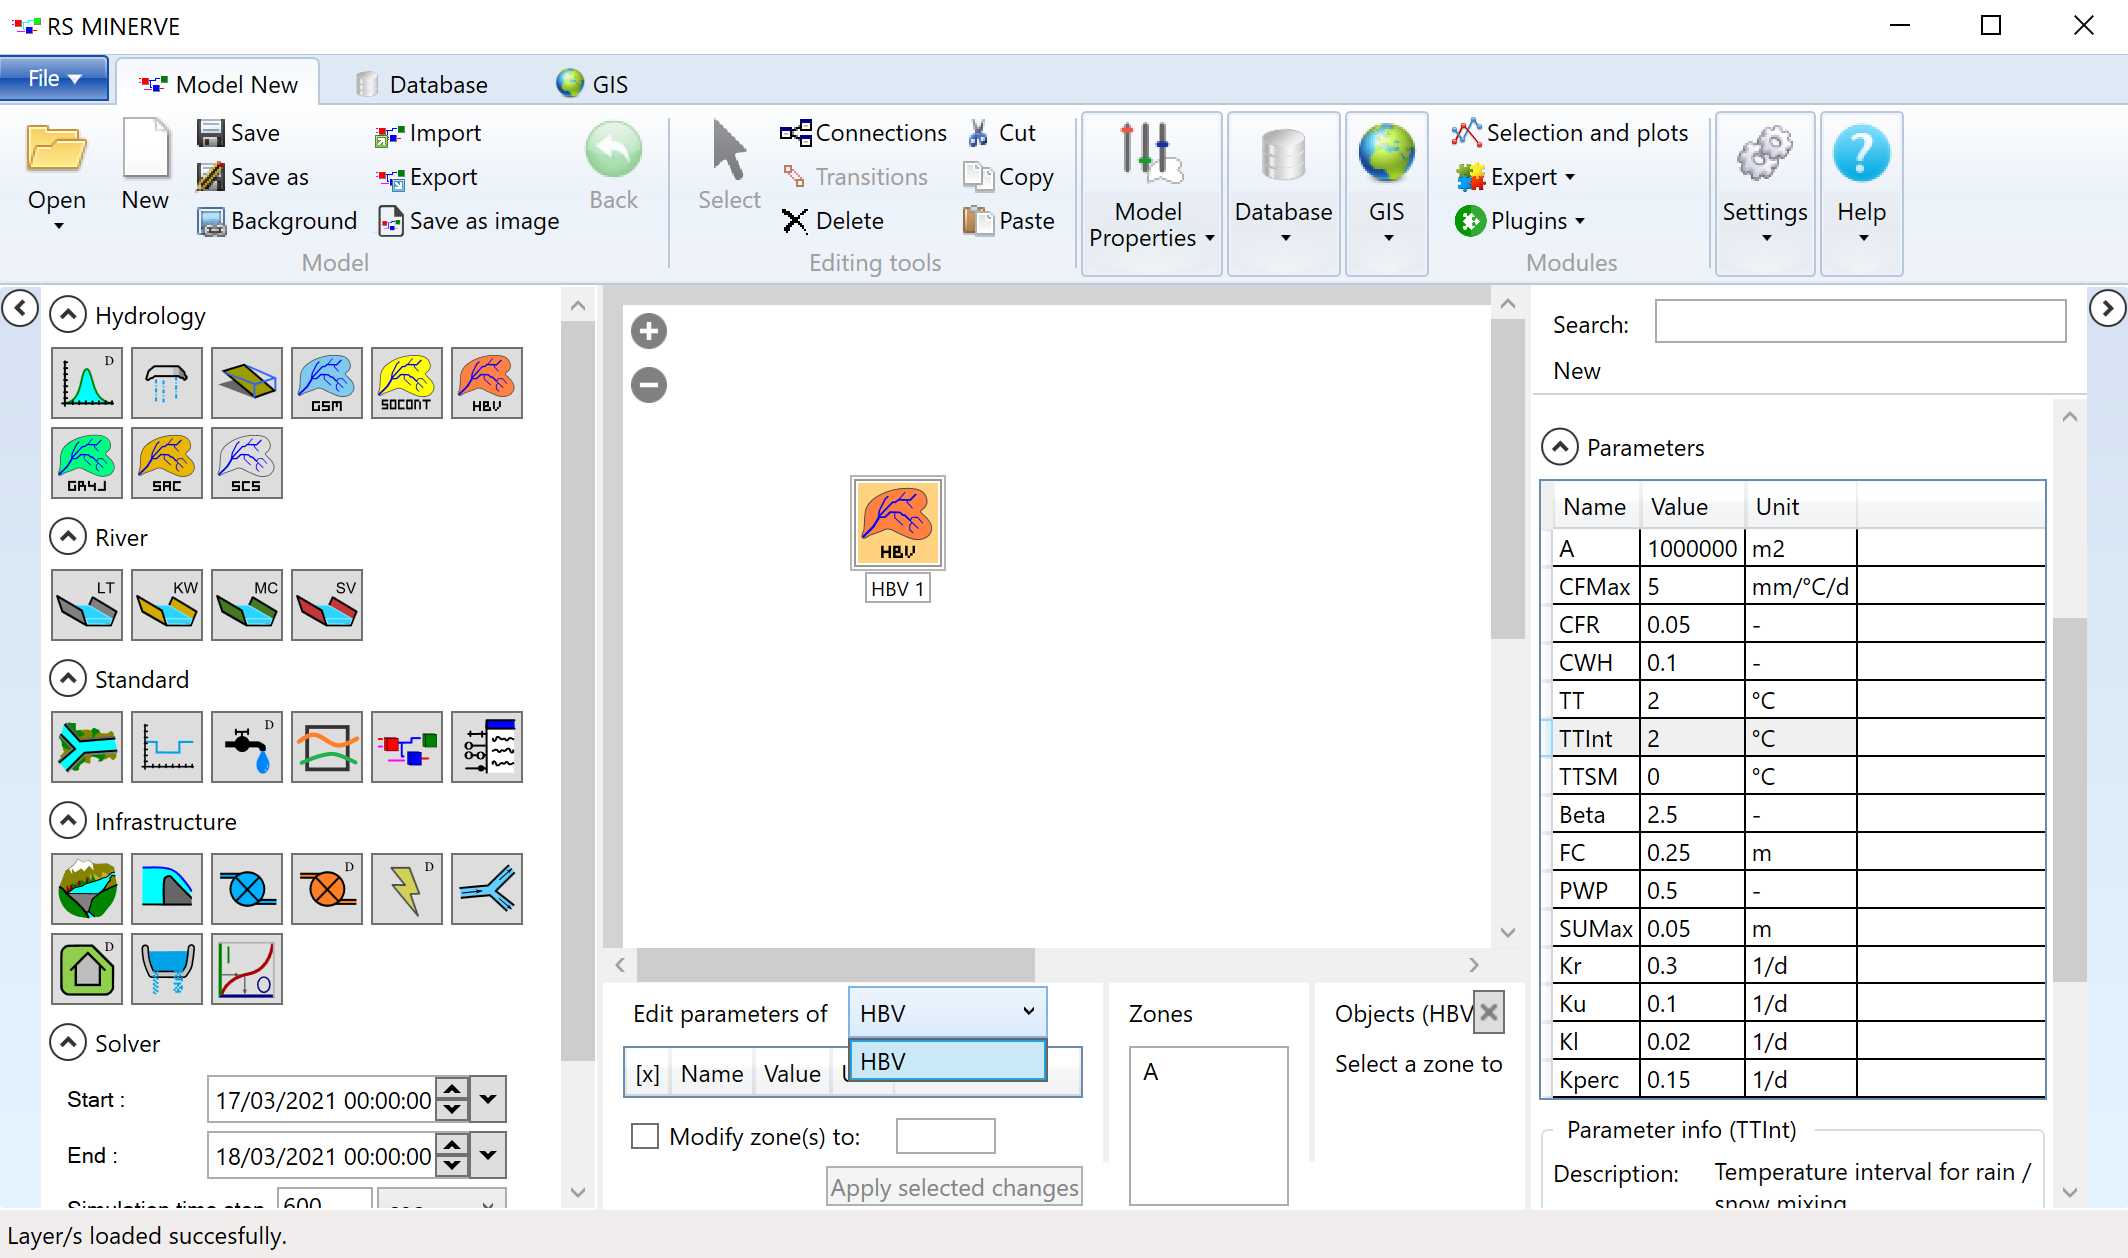 RS MINERVE
File
Model New
Database
GIS
Open
New
Save
Save as
Background
Import
Export
Save as image
Model
Back
Select
Connections
Transitions
Delete
Cut
Copy
Paste
Editing tools
Model
Properties
Database
GIS
Selection and plots
Expert
Plugins
Modules
Settings
Help
Hydrology
D
GSM
SOCONT
HBV
GR4J
SAC
SCS
River
LT
KW
MC
SV
Standard
D
Infrastructure
D
D
D
I
O
Solver
Start :
17/03/2021 00:00:00
End :
18/03/2021 00:00:00
Simulation time step
600
HBV
HBV 1
Edit parameters of
HBV
HBV
[x] Name Value
Modify zone(s) to:
Apply selected changes
Zones
A
Objects (HBV
Select a zone to
Search:
New
Parameters
Name Value Unit
A 1000000 m2
CFMax 5 mm/°C/d
CFR 0.05 -
CWH 0.1 -
TT 2 °C
TTInt 2 °C
TTSM 0 °C
Beta 2.5 -
FC 0.25 m
PWP 0.5 -
SUMax 0.05 m
Kr 0.3 1/d
Ku 0.1 1/d
Kl 0.02 1/d
Kperc 0.15 1/d
Parameter info (TTInt)
Description: Temperature interval for rain /
snow mixing
Layer/s loaded succesfully.